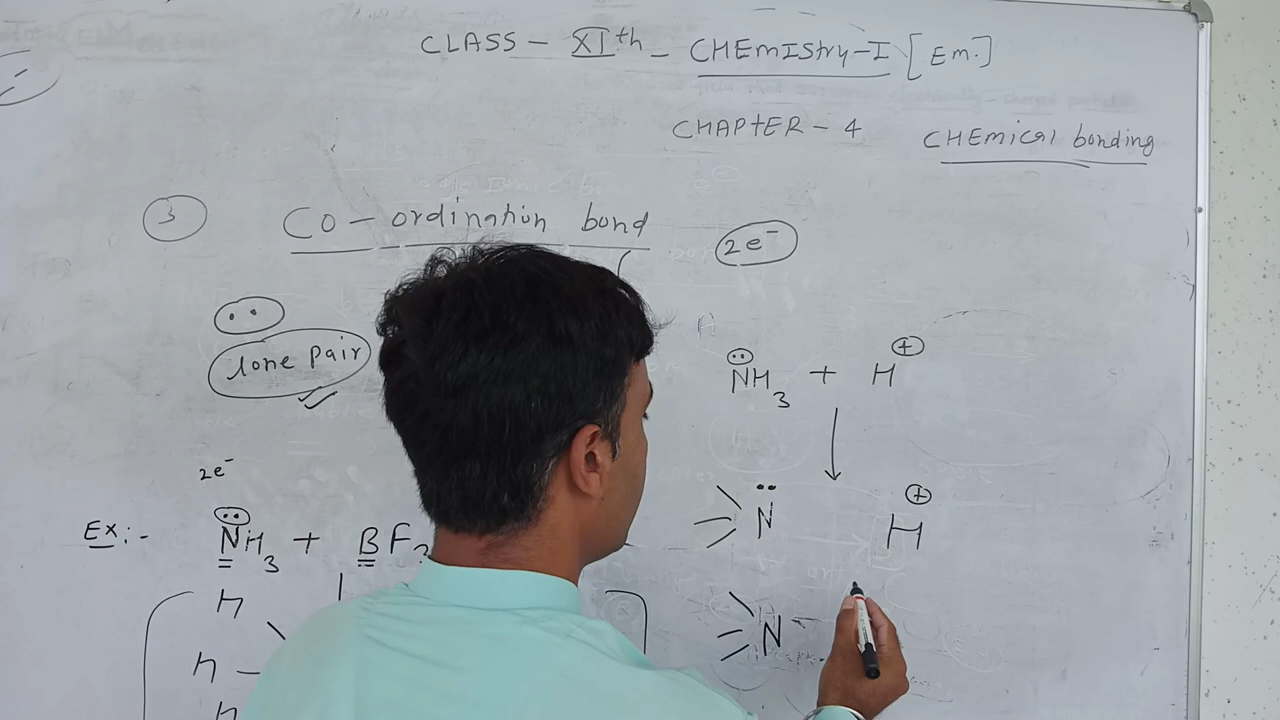 CLASS - XIth - CHEMIStry-I [Em.]
CHAPtER - 4 CHEMical bonding
3 Co-ordination bond 2e-
lone pair
NH3 + H+
2e-
N H+
Ex:- NH3 + BF3
H
N
H
H